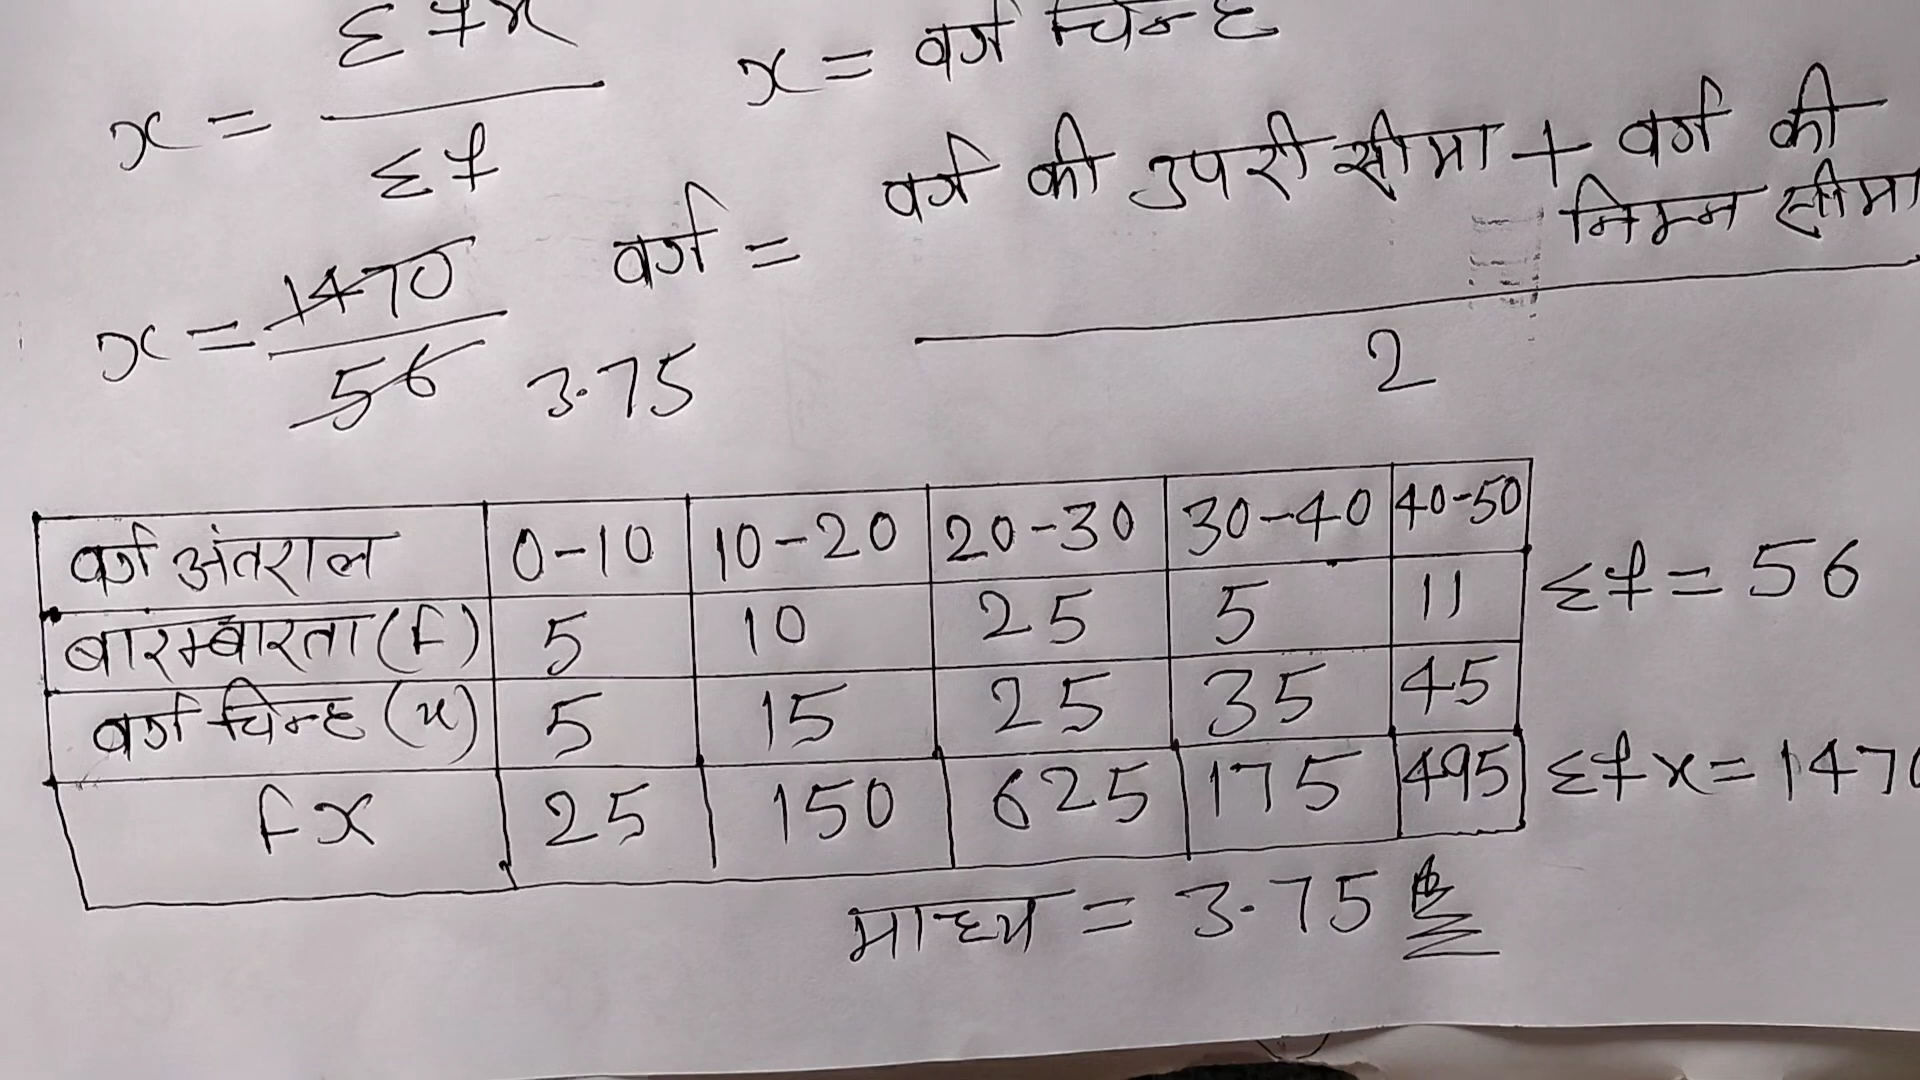 x = Σfx / Σf
x = वर्ग चिन्ह
वर्ग = वर्ग की उपरी सीमा + वर्ग की निम्न सीमा / 2
x = 1470 / 56 3.75
वर्ग अंतराल 0-10 10-20 20-30 30-40 40-50
बारम्बारता (f) 5 10 25 5 11 Σf = 56
वर्ग चिन्ह (x) 5 15 25 35 45
fx 25 150 625 175 495 Σfx = 1470
माध्य = 3.75